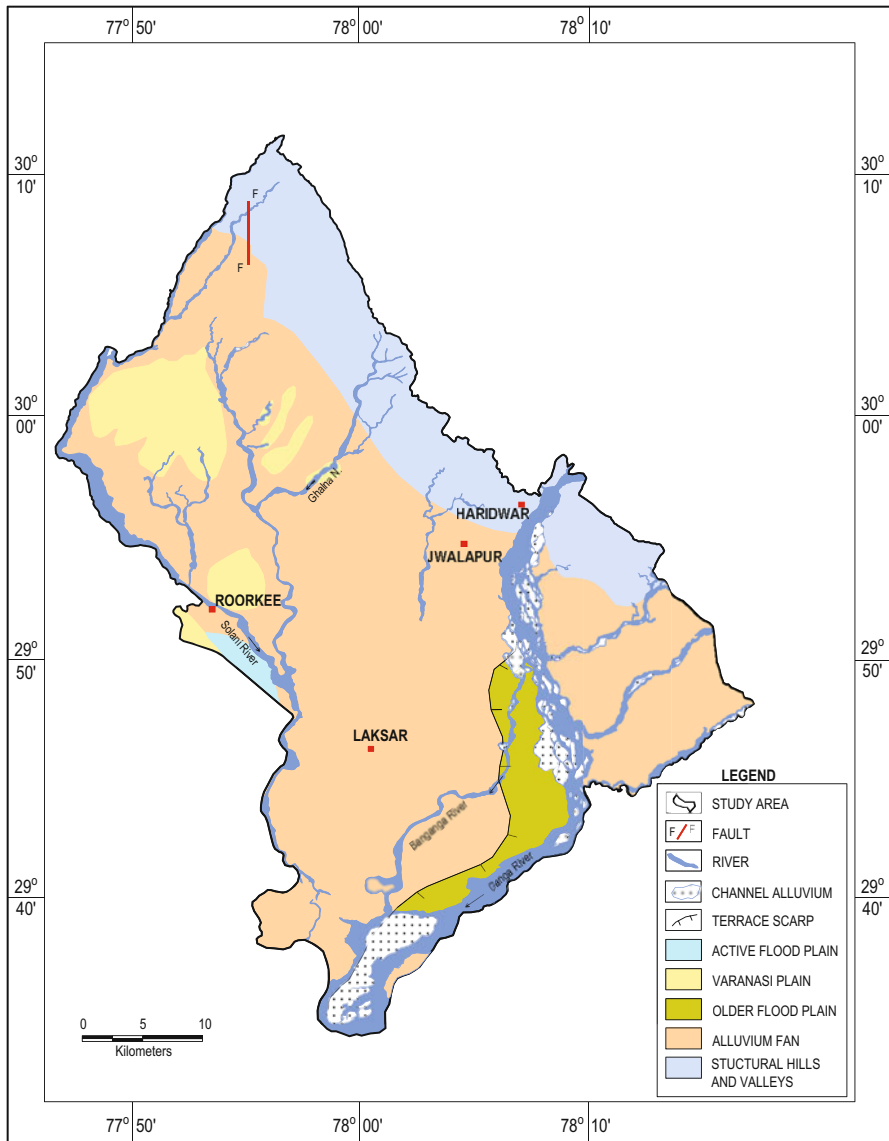 77° 50'
78° 00'
78° 10'
30°
10'
30°
10'
F
F
30°
00'
30°
00'
Ghalna N.
HARIDWAR
JWALAPUR
ROORKEE
Solani River
29°
50'
29°
50'
LAKSAR
Banganga River
Ganga River
29°
40'
29°
40'
LEGEND
STUDY AREA
F F FAULT
RIVER
CHANNEL ALLUVIUM
TERRACE SCARP
ACTIVE FLOOD PLAIN
VARANASI PLAIN
OLDER FLOOD PLAIN
ALLUVIUM FAN
STUCTURAL HILLS
AND VALLEYS
0 5 10
Kilometers
77° 50'
78° 00'
78° 10'